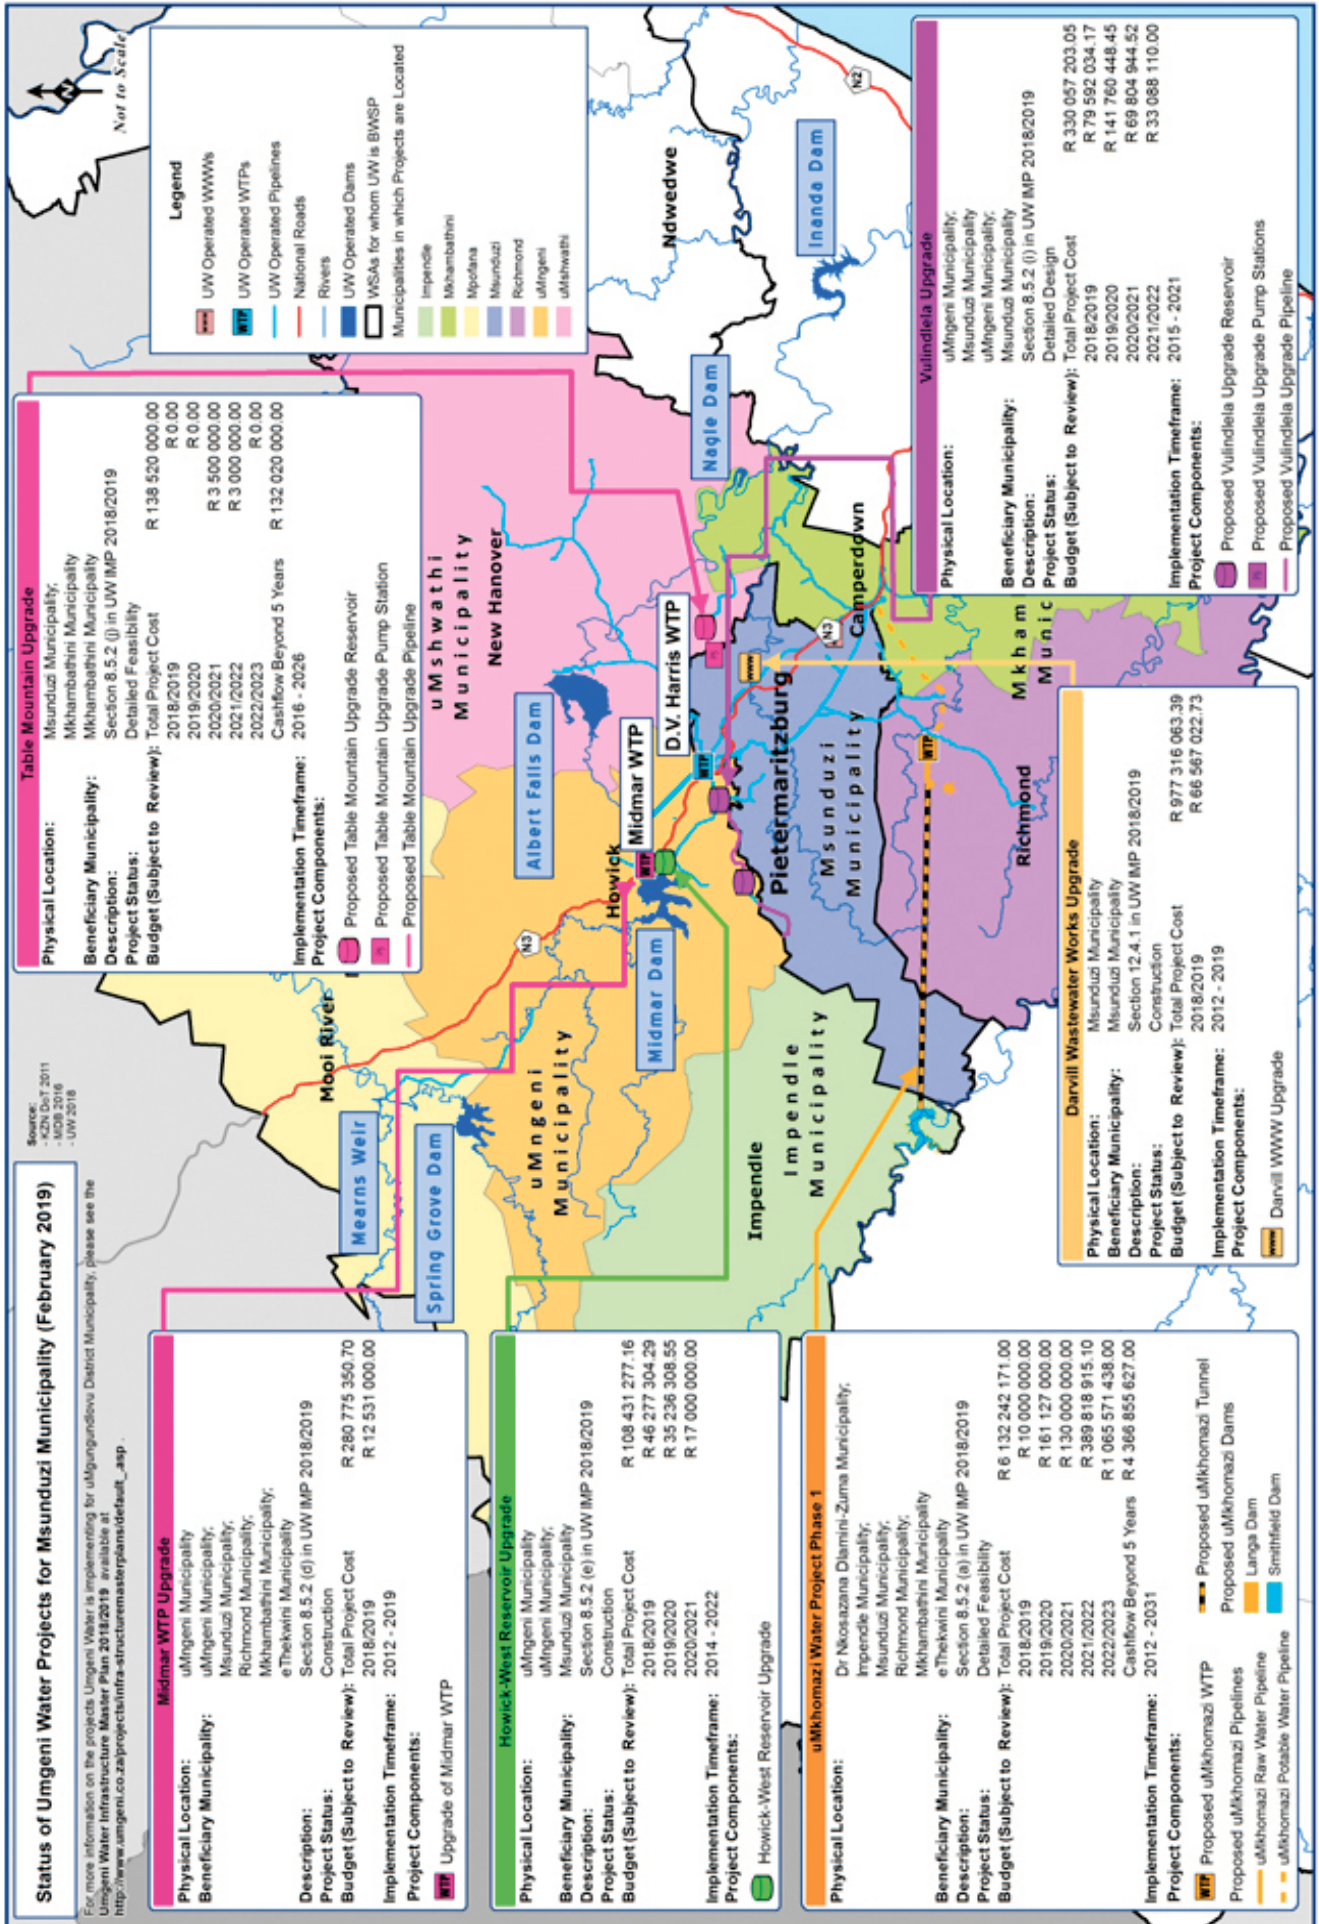 Status of Umgeni Water Projects for Msunduzi Municipality (February 2019)
For more information on the projects Umgeni Water is implementing for uMgungundlovu District Municipality, please see the
Umgeni Water Infrastructure Master Plan 2018/2019 available at
http://www.umgeni.co.za/projects/infra-structuremasterplans/default_asp .
Source:
- KZN DoT 2011
- MDB 2016
- UW 2018
Midmar WTP Upgrade
Physical Location: uMngeni Municipality
Beneficiary Municipality: uMngeni Municipality;
Msunduzi Municipality;
Richmond Municipality;
Mkhambathini Municipality;
eThekwini Municipality
Description: Section 8.5.2 (d) in UW IMP 2018/2019
Project Status: Construction
Budget (Subject to Review): Total Project Cost R 280 775 350.70
2018/2019 R 12 531 000.00
Implementation Timeframe: 2012 - 2019
Project Components:
WTP Upgrade of Midmar WTP
Howick-West Reservoir Upgrade
Physical Location: uMngeni Municipality
Beneficiary Municipality: uMngeni Municipality;
Msunduzi Municipality
Description: Section 8.5.2 (e) in UW IMP 2018/2019
Project Status: Construction
Budget (Subject to Review): Total Project Cost R 108 431 277.16
2018/2019 R 46 277 304.29
2019/2020 R 35 236 308.55
2020/2021 R 17 000 000.00
Implementation Timeframe: 2014 - 2022
Project Components:
Howick-West Reservoir Upgrade
uMkhomazi Water Project Phase 1
Physical Location: Dr Nkosazana Dlamini-Zuma Municipality;
Impendle Municipality;
Msunduzi Municipality;
Richmond Municipality;
Mkhambathini Municipality
Beneficiary Municipality: eThekwini Municipality
Description: Section 8.5.2 (a) in UW IMP 2018/2019
Project Status: Detailed Feasibility
Budget (Subject to Review): Total Project Cost R 6 132 242 171.00
2018/2019 R 10 000 000.00
2019/2020 R 161 127 000.00
2020/2021 R 130 000 000.00
2021/2022 R 389 818 915.10
2022/2023 R 1 065 571 438.00
Cashflow Beyond 5 Years R 4 366 855 627.00
Implementation Timeframe: 2012 - 2031
Project Components:
WTP Proposed uMkhomazi WTP
Proposed uMkhomazi Tunnel
Proposed uMkhomazi Pipelines
Proposed uMkhomazi Dams
uMkhomazi Raw Water Pipeline
Langa Dam
uMkhomazi Potable Water Pipeline
Smithfield Dam
Table Mountain Upgrade
Physical Location: Msunduzi Municipality;
Mkhambathini Municipality
Beneficiary Municipality: Mkhambathini Municipality
Description: Section 8.5.2 (j) in UW IMP 2018/2019
Project Status: Detailed Feasibility
Budget (Subject to Review): Total Project Cost R 138 520 000.00
2018/2019 R 0.00
2019/2020 R 0.00
2020/2021 R 3 500 000.00
2021/2022 R 3 000 000.00
2022/2023 R 0.00
Cashflow Beyond 5 Years R 132 020 000.00
Implementation Timeframe: 2016 - 2026
Project Components:
Proposed Table Mountain Upgrade Reservoir
PS Proposed Table Mountain Upgrade Pump Station
Proposed Table Mountain Upgrade Pipeline
Darvill Wastewater Works Upgrade
Physical Location: Msunduzi Municipality
Beneficiary Municipality: Msunduzi Municipality
Description: Section 12.4.1 in UW IMP 2018/2019
Project Status: Construction
Budget (Subject to Review): Total Project Cost R 977 316 063.39
2018/2019 R 66 567 022.73
Implementation Timeframe: 2012 - 2019
Project Components:
WWW Darvill WWW Upgrade
Vulindlela Upgrade
Physical Location: uMngeni Municipality;
Msunduzi Municipality
Beneficiary Municipality: uMngeni Municipality;
Msunduzi Municipality
Description: Section 8.5.2 (i) in UW IMP 2018/2019
Project Status: Detailed Design
Budget (Subject to Review): Total Project Cost R 330 057 203.05
2018/2019 R 79 592 034.17
2019/2020 R 141 760 448.45
2020/2021 R 69 804 944.52
2021/2022 R 33 088 110.00
Implementation Timeframe: 2015 - 2021
Project Components:
Proposed Vulindlela Upgrade Reservoir
PS Proposed Vulindlela Upgrade Pump Stations
Proposed Vulindlela Upgrade Pipeline
Legend
WWW UW Operated WWWs
WTP UW Operated WTPs
UW Operated Pipelines
National Roads
Rivers
UW Operated Dams
WSAs for whom UW is BWSP
Municipalities in which Projects are Located
Impendle
Mkhambathini
Mpofana
Msunduzi
Richmond
uMngeni
uMshwathi
N
Not to Scale
Mooi River
Mearns Weir
Spring Grove Dam
uMngeni
Municipality
Midmar Dam
Howick
Midmar WTP
WTP
Albert Falls Dam
uMshwathi
Municipality
New Hanover
D.V. Harris WTP
WTP
PS
WWW
Nagle Dam
Inanda Dam
Ndwedwe
N3
N3
N2
Pietermaritzburg
Msunduzi
Municipality
Camperdown
Impendle
Impendle
Municipality
WTP
Richmond
Mkham
Munic